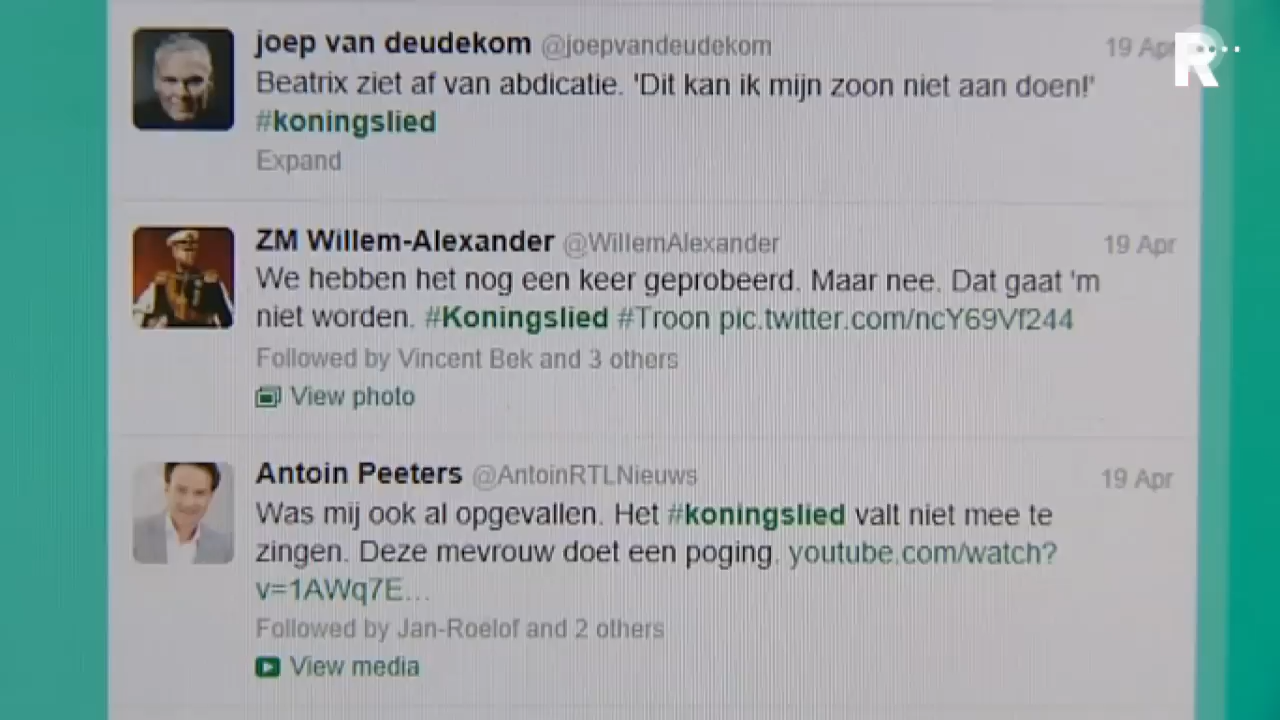 joep van deudekom @joepvandeudekom 19 Apr
Beatrix ziet af van abdicatie. 'Dit kan ik mijn zoon niet aan doen!'
#koningslied
Expand
R
ZM Willem-Alexander @WillemAlexander 19 Apr
We hebben het nog een keer geprobeerd. Maar nee. Dat gaat 'm
niet worden. #Koningslied #Troon pic.twitter.com/ncY69Vf244
Followed by Vincent Bek and 3 others
View photo
Antoin Peeters @AntoinRTLNieuws 19 Apr
Was mij ook al opgevallen. Het #koningslied valt niet mee te
zingen. Deze mevrouw doet een poging. youtube.com/watch?
v=1AWq7E...
Followed by Jan-Roelof and 2 others
View media